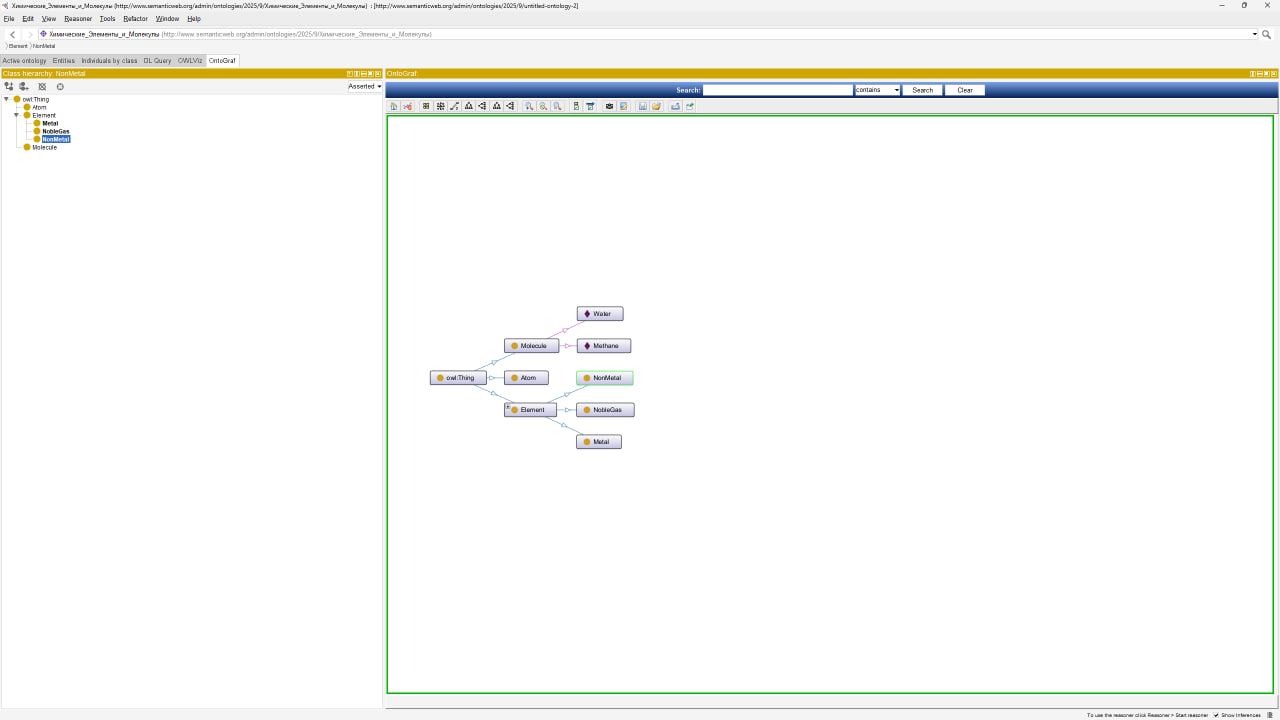 Химические_Элементы_и_Молекулы (http://www.semanticweb.org/admin/ontologies/2025/9/Химические_Элементы_и_Молекулы) : [http://www.semanticweb.org/admin/ontologies/2025/9/untitled-ontology-2]
File Edit View Reasoner Tools Refactor Window Help
Химические_Элементы_и_Молекулы (http://www.semanticweb.org/admin/ontologies/2025/9/Химические_Элементы_и_Молекулы)
Element NonMetal
Active ontology Entities Individuals by class DL Query OWLViz OntoGraf
Class hierarchy: NonMetal
Asserted
owl:Thing
Atom
Element
Metal
NobleGas
NonMetal
Molecule
OntoGraf
Search: contains Search Clear
Water
Molecule Methane
owl:Thing Atom NonMetal
Element NobleGas
Metal
To use the reasoner click Reasoner > Start reasoner Show Inferences